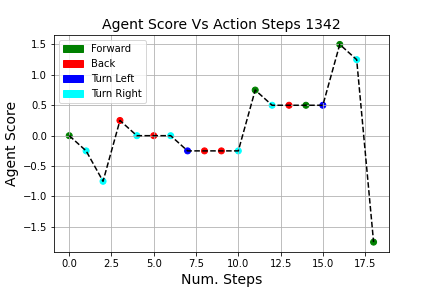 Agent Score Vs Action Steps 1342
Forward
Back
Turn Left
Turn Right
Agent Score
1.5
1.0
0.5
0.0
−0.5
−1.0
−1.5
0.0 2.5 5.0 7.5 10.0 12.5 15.0 17.5
Num. Steps